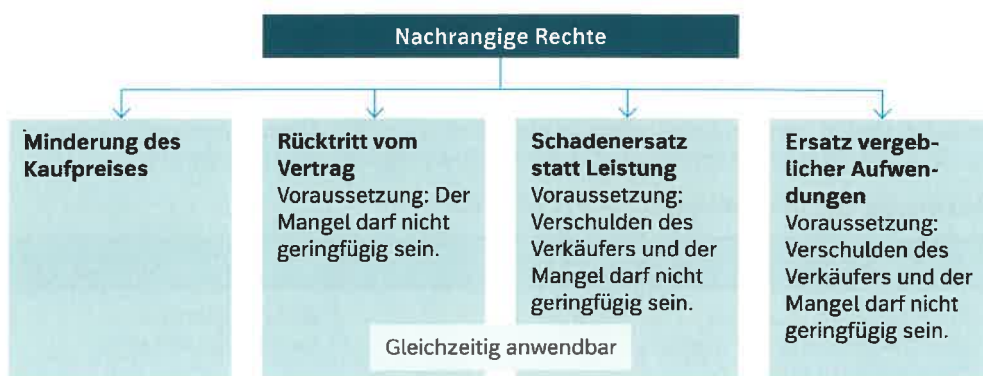 Nachrangige Rechte
Minderung des
Kaufpreises
Rücktritt vom
Vertrag
Voraussetzung: Der
Mangel darf nicht
geringfügig sein.
Schadenersatz
statt Leistung
Voraussetzung:
Verschulden des
Verkäufers und der
Mangel darf nicht
geringfügig sein.
Ersatz vergeb-
licher Aufwen-
dungen
Voraussetzung:
Verschulden des
Verkäufers und der
Mangel darf nicht
geringfügig sein.
Gleichzeitig anwendbar